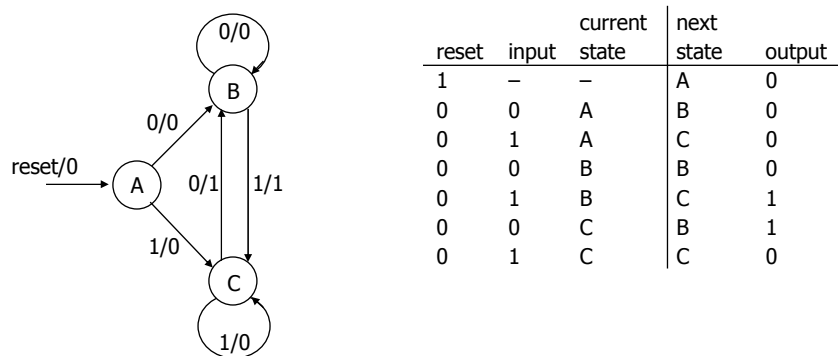 0/0
B
0/0
reset/0
A
0/1
1/1
1/0
C
1/0
current next
reset input state state output
1 – – A 0
0 0 A B 0
0 1 A C 0
0 0 B B 0
0 1 B C 1
0 0 C B 1
0 1 C C 0